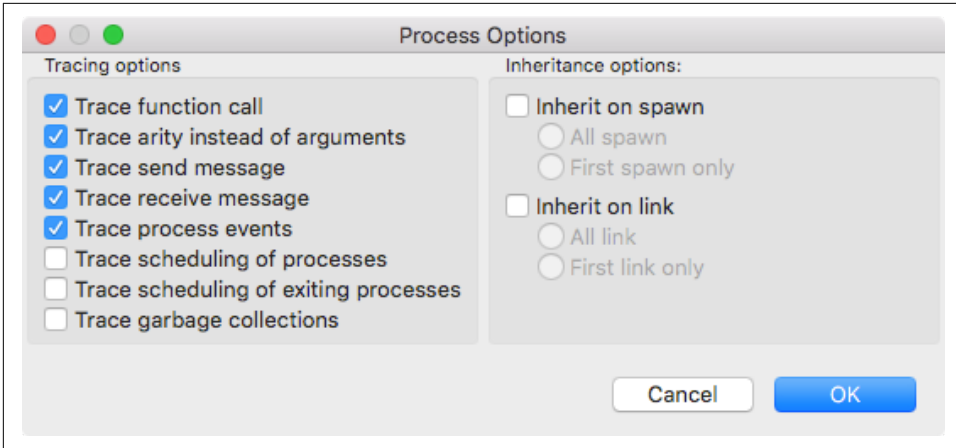 Process Options
Tracing options
Trace function call
Trace arity instead of arguments
Trace send message
Trace receive message
Trace process events
Trace scheduling of processes
Trace scheduling of exiting processes
Trace garbage collections
Inheritance options:
Inherit on spawn
All spawn
First spawn only
Inherit on link
All link
First link only
Cancel
OK